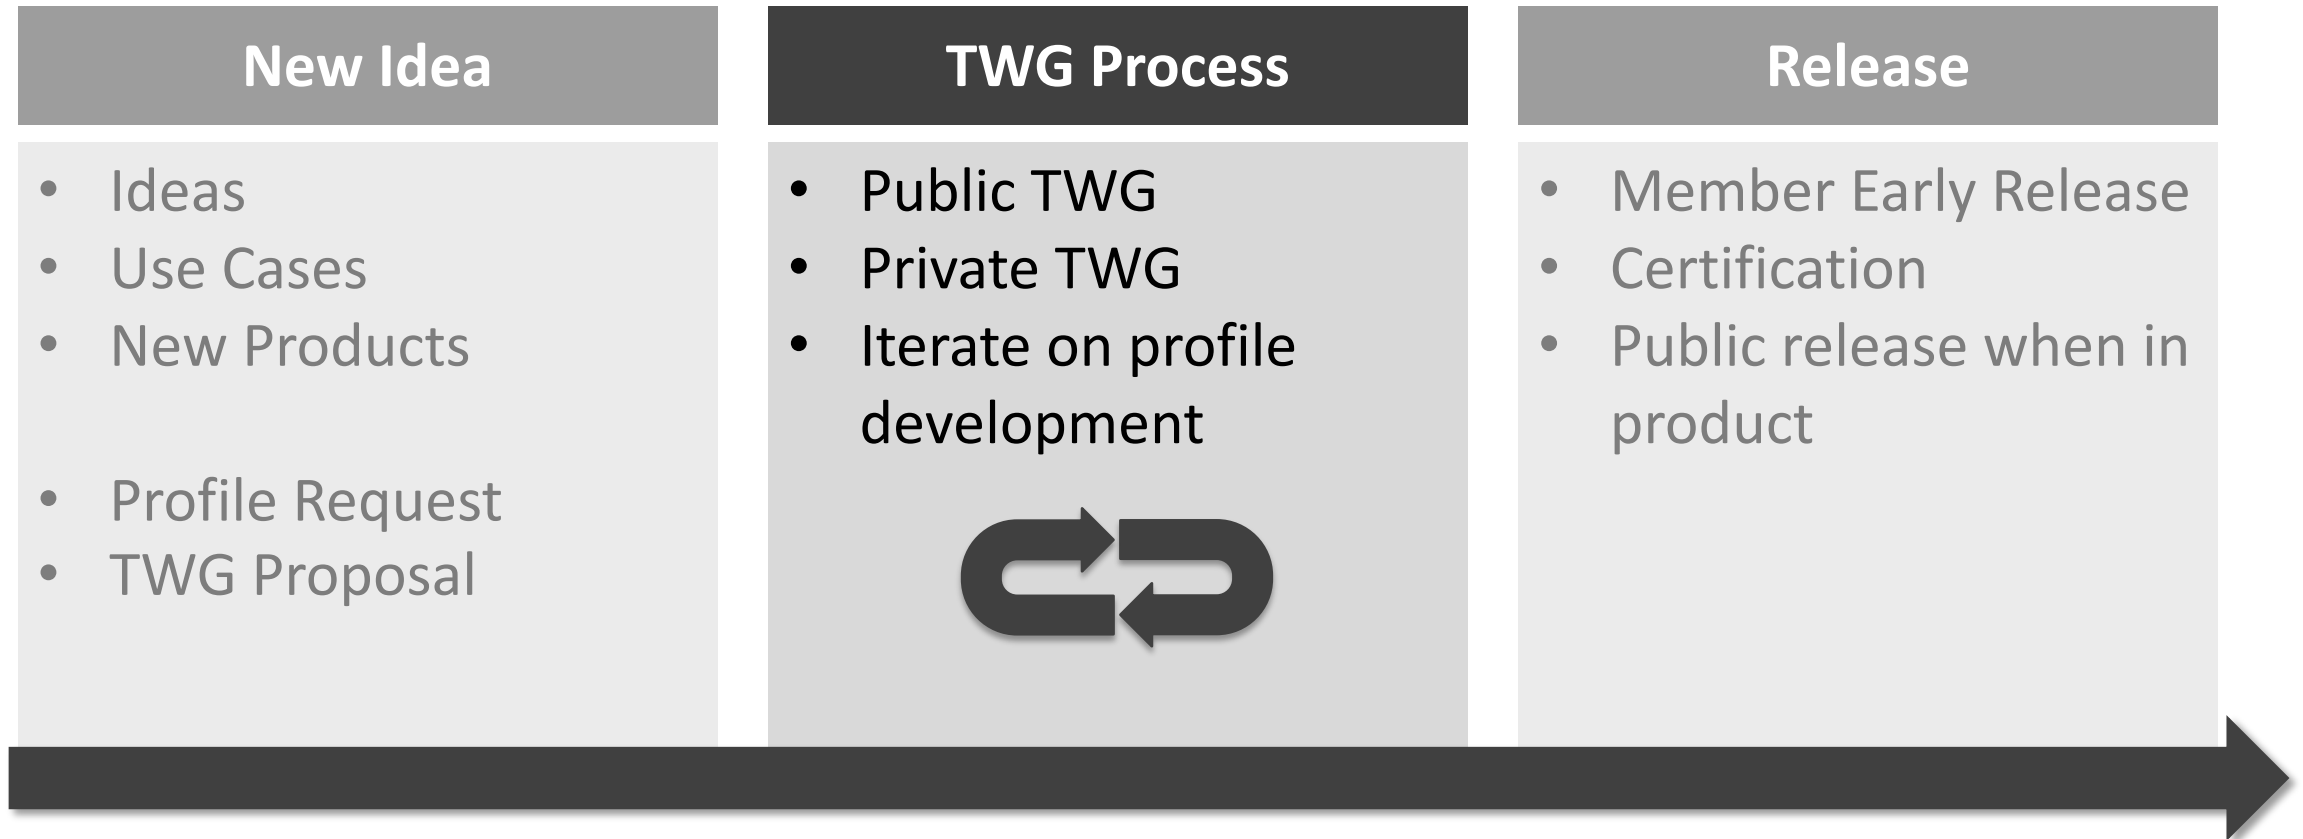 New Idea
• Ideas
• Use Cases
• New Products
• Profile Request
• TWG Proposal
TWG Process
• Public TWG
• Private TWG
• Iterate on profile
development
Release
• Member Early Release
• Certification
• Public release when in
product